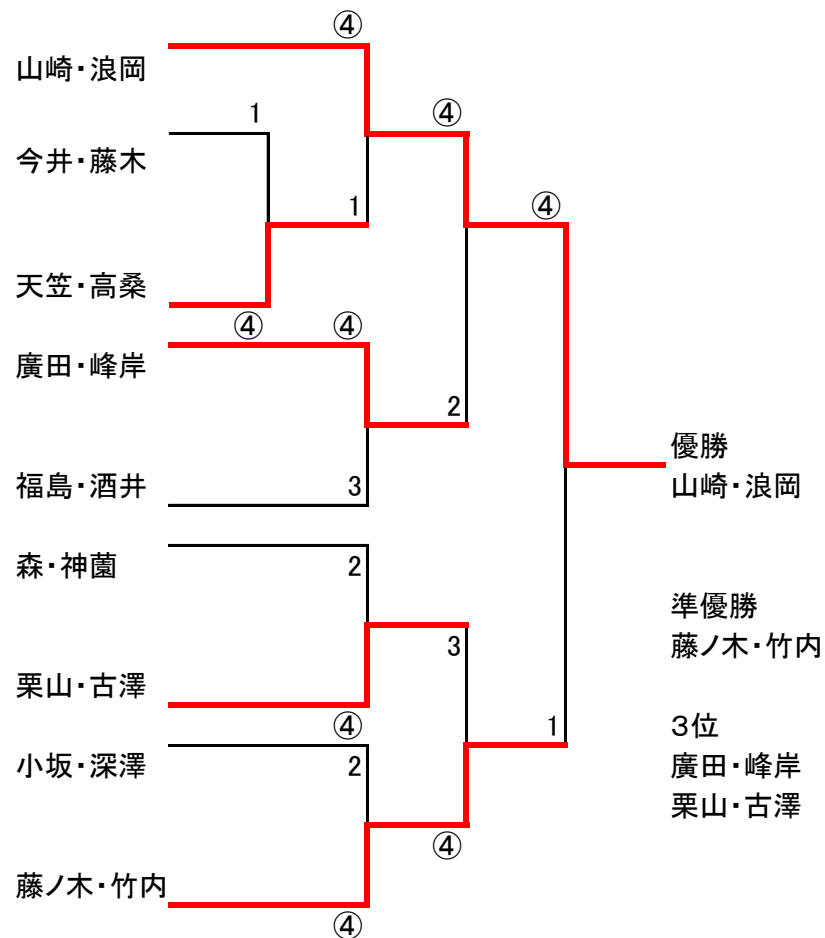 ④
山崎・浪岡
1
④
今井・藤木
1
④
天笠・高桑
④
④
廣田・峰岸
2
優勝
福島・酒井
3
山崎・浪岡
森・神薗
2
準優勝
3
藤ノ木・竹内
栗山・古澤
④
1
3位
小坂・深澤
2
廣田・峰岸
栗山・古澤
④
藤ノ木・竹内
④